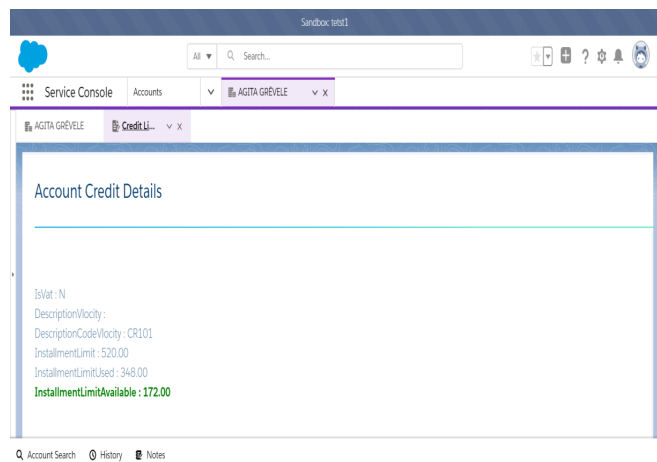 Sandbox: tetst1
All
Search...
Service Console
Accounts
AGITA GRĒVELE
AGITA GRĒVELE
Credit Li...
Account Credit Details
IsVat : N
DescriptionVlocity :
DescriptionCodeVlocity : CR101
InstallmentLimit : 520.00
InstallmentLimitUsed : 348.00
InstallmentLimitAvailable : 172.00
Account Search
History
Notes